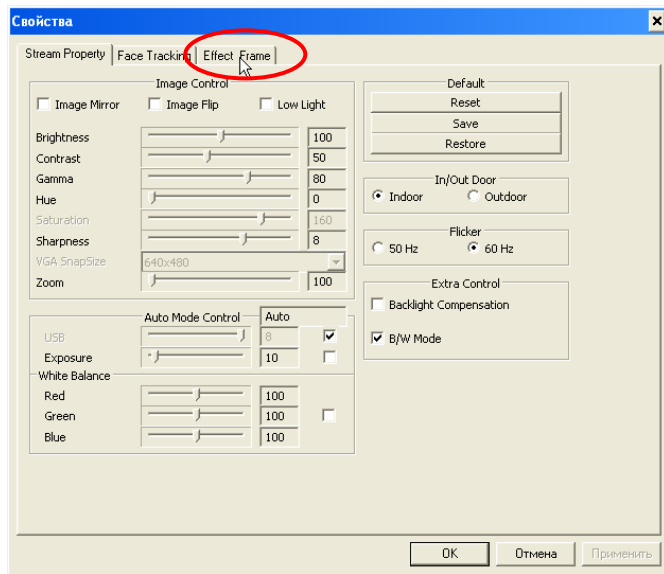 Свойства
Stream Property Face Tracking Effect Frame
Image Control
Image Mirror Image Flip Low Light
Brightness 100
Contrast 50
Gamma 80
Hue 0
Saturation 160
Sharpness 8
VGA SnapSize 640x480
Zoom 100
Auto Mode Control Auto
USB 8
Exposure 10
White Balance
Red 100
Green 100
Blue 100
Default
Reset
Save
Restore
In/Out Door
Indoor Outdoor
Flicker
50 Hz 60 Hz
Extra Control
Backlight Compensation
B/W Mode
OK Отмена Применить